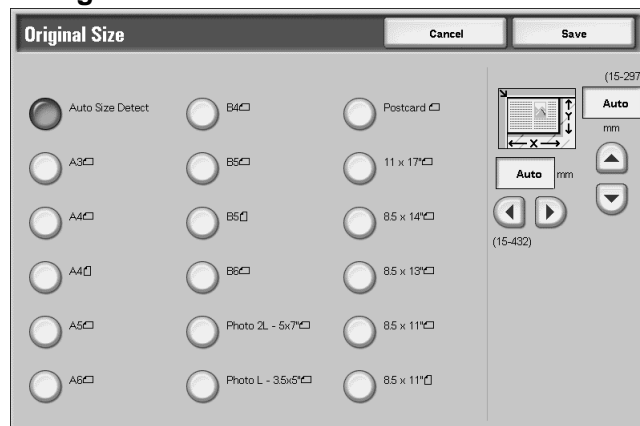 Original Size
Cancel
Save
Auto Size Detect
A3
A4
A4
A5
A6
B4
B5
B5
B6
Photo 2L - 5x7"
Photo L - 3.5x5"
Postcard
11 x 17"
8.5 x 14"
8.5 x 13"
8.5 x 11"
8.5 x 11"
Y
X
Auto
mm
(15-432)
(15-297
Auto
mm